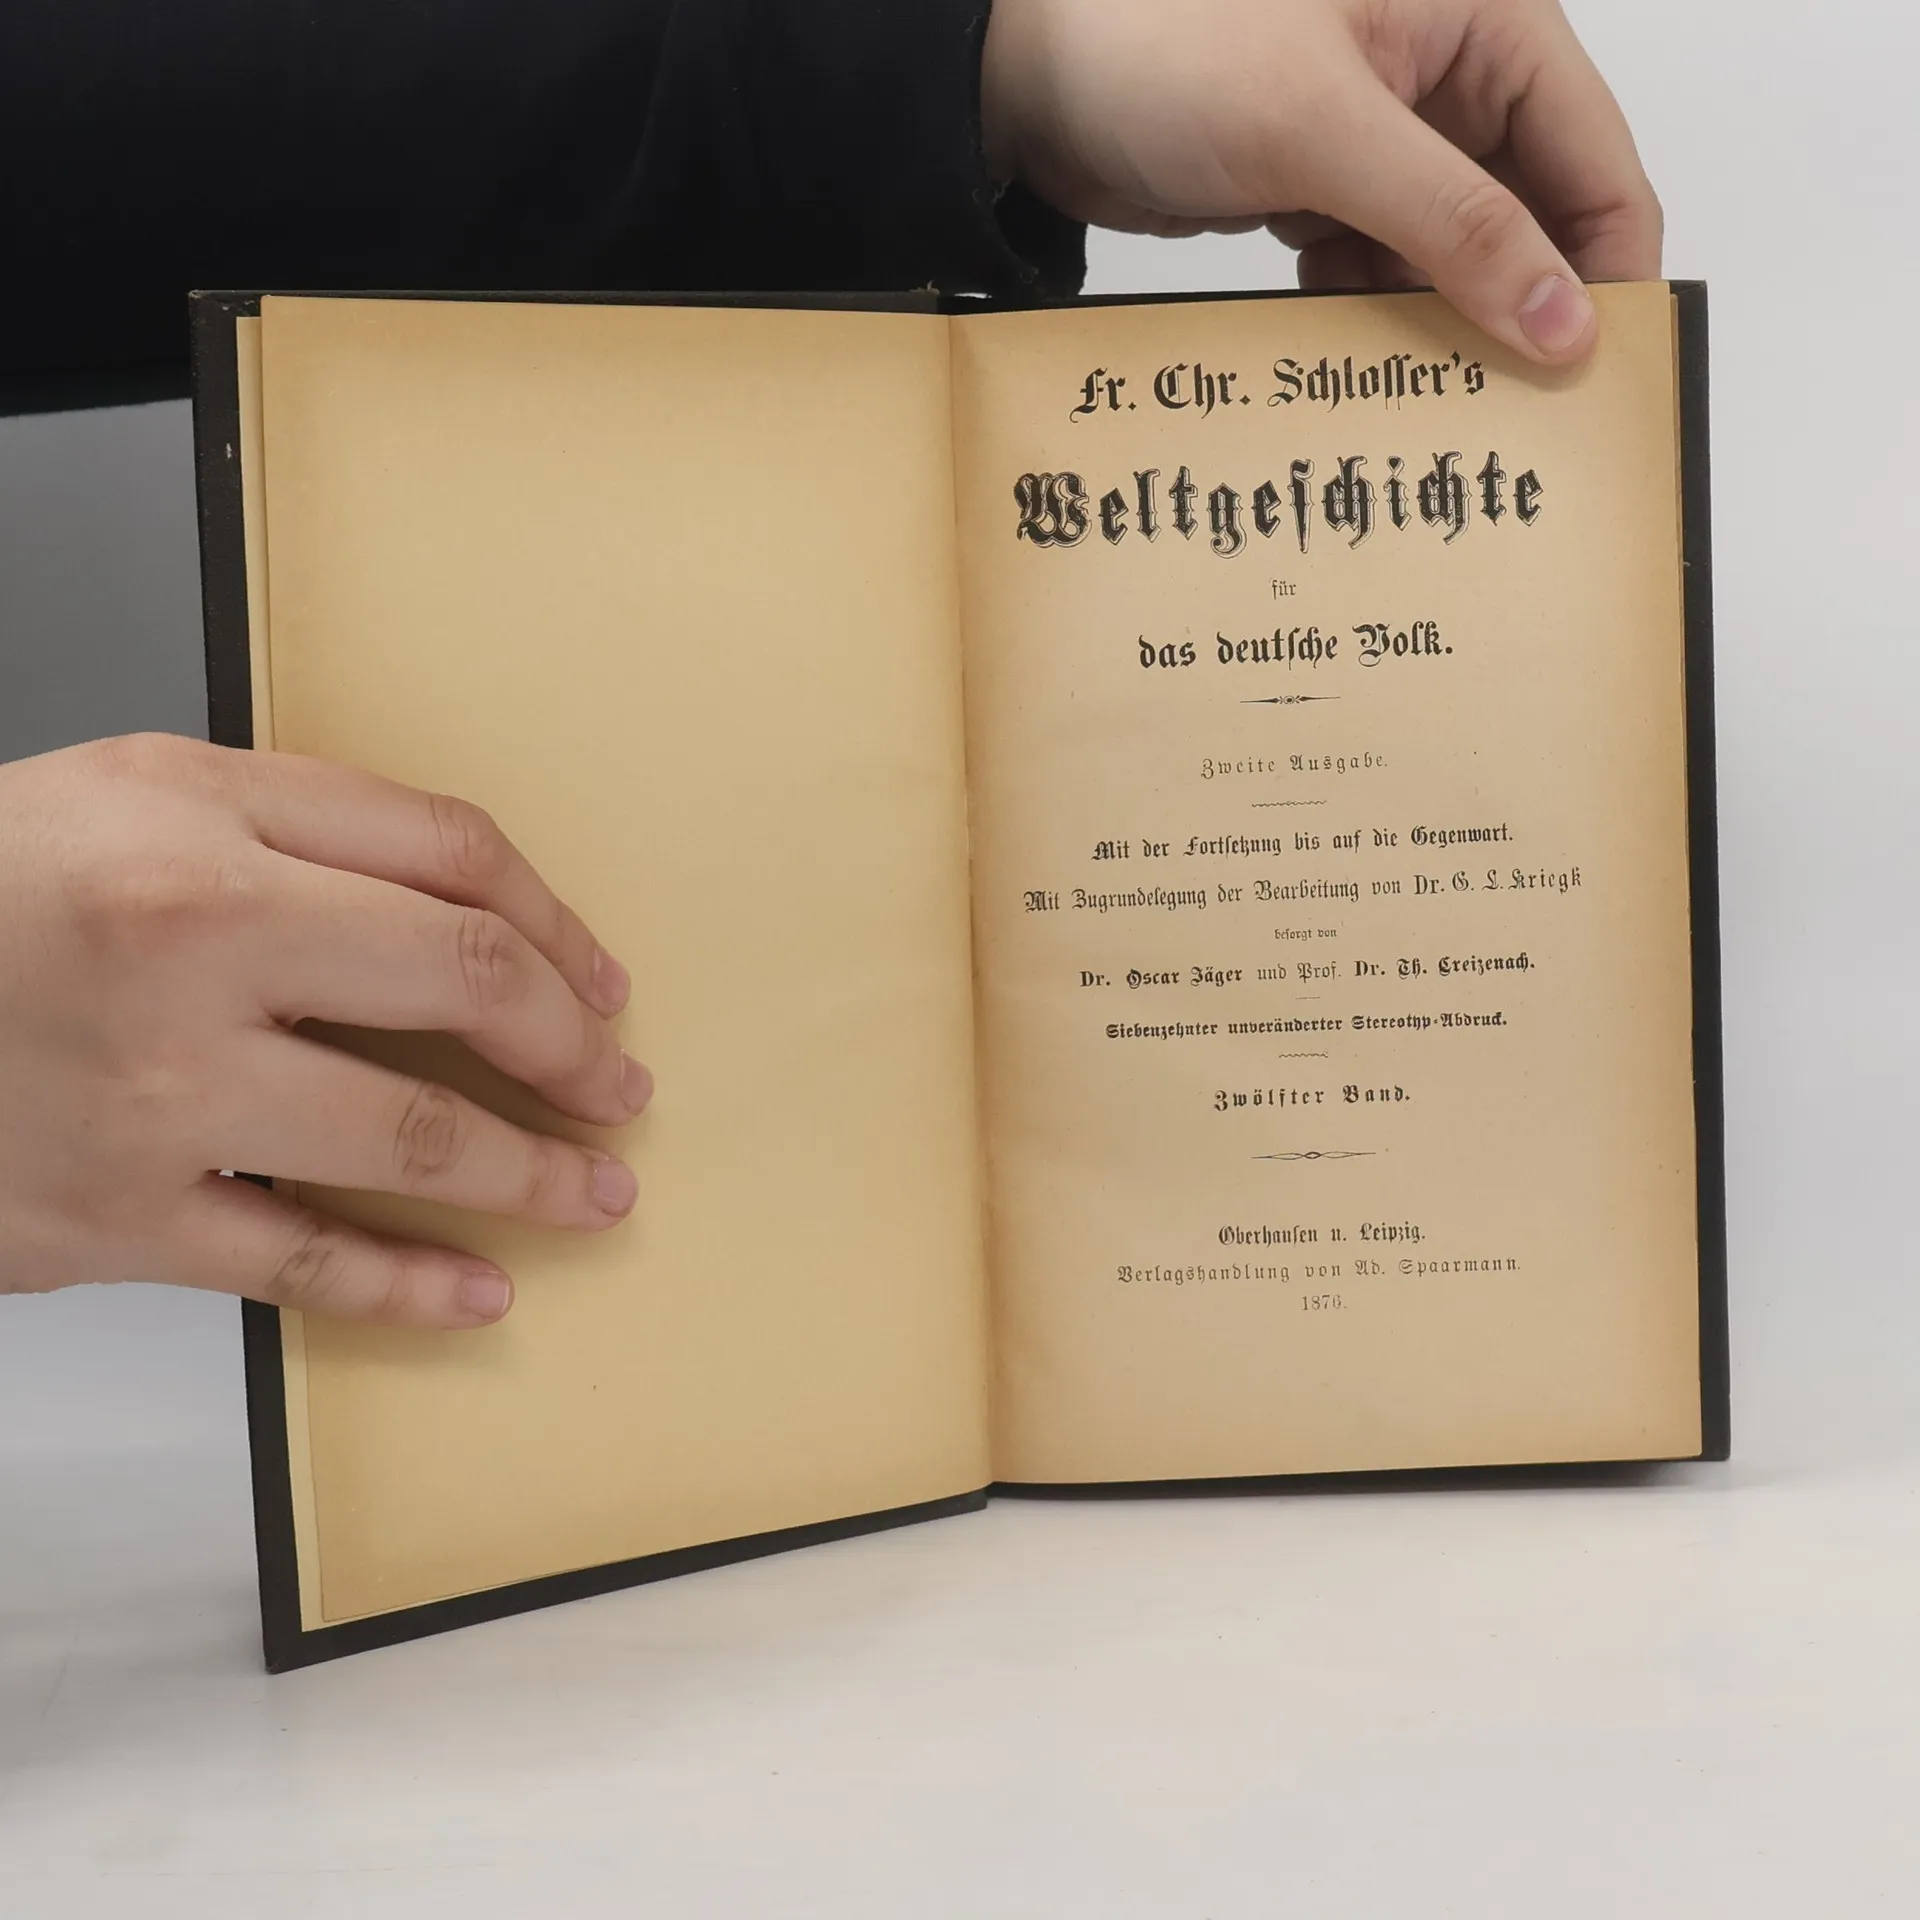 Fr. Chr. Schloſſer's
Weltgeſchichte
für
das deutſche Volk.
Zweite Ausgabe.
Mit der Fortſetzung bis auf die Gegenwart.
Mit Zugrundelegung der Bearbeitung von Dr. G. L. Kriegk
beſorgt von
Dr. Oscar Jäger und Prof. Dr. Th. Creizenach.
Siebenzehnter unveränderter Stereotyp-Abdruck.
Zwölfter Band.
Oberhauſen u. Leipzig.
Verlagshandlung von Ad. Spaarmann.
1876.